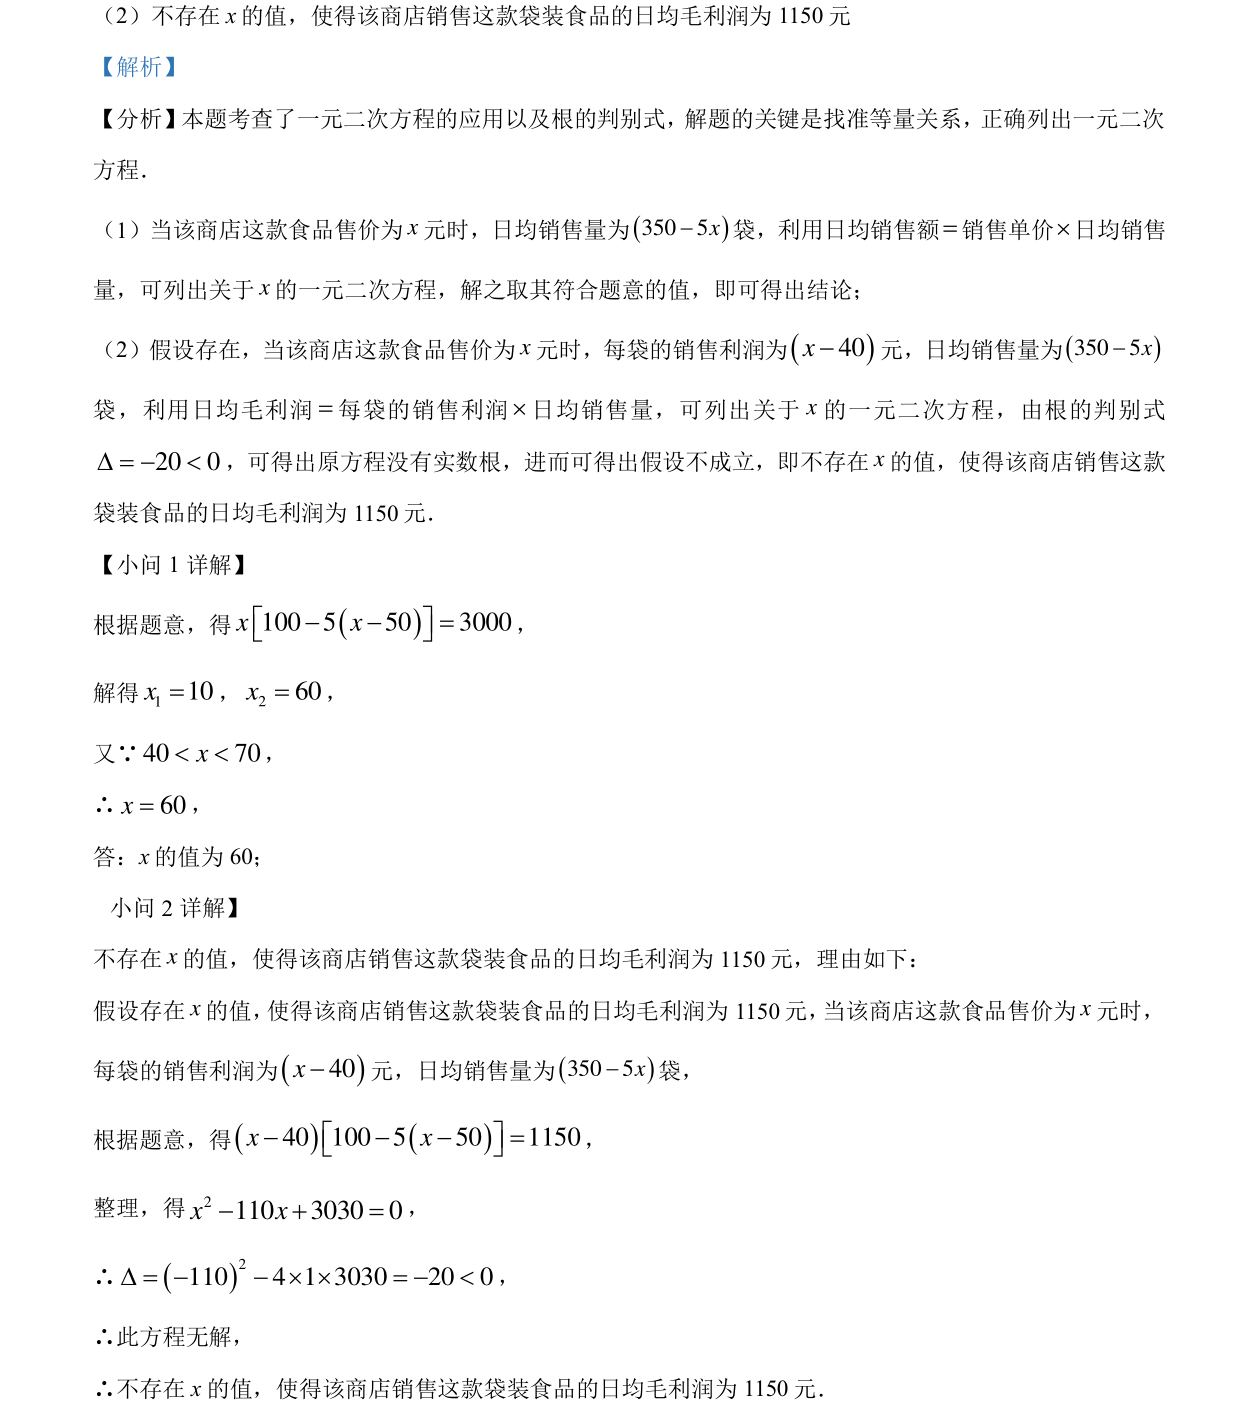 （2）不存在 x 的值，使得该商店销售这款袋装食品的日均毛利润为 1150 元
【解析】
【分析】本题考查了一元二次方程的应用以及根的判别式，解题的关键是找准等量关系，正确列出一元二次
方程．
（1）当该商店这款食品售价为 x 元时，日均销售量为(350−5x)袋，利用日均销售额=销售单价×日均销售
量，可列出关于 x 的一元二次方程，解之取其符合题意的值，即可得出结论；
（2）假设存在，当该商店这款食品售价为 x 元时，每袋的销售利润为(x−40)元，日均销售量为(350−5x)
袋，利用日均毛利润=每袋的销售利润×日均销售量，可列出关于 x 的一元二次方程，由根的判别式
Δ=−20<0，可得出原方程没有实数根，进而可得出假设不成立，即不存在 x 的值，使得该商店销售这款
袋装食品的日均毛利润为 1150 元．
【小问 1 详解】
根据题意，得 x[100−5(x−50)]=3000，
解得 x₁=10，x₂=60，
又∵40<x<70，
∴x=60，
答：x 的值为 60；
小问 2 详解】
不存在 x 的值，使得该商店销售这款袋装食品的日均毛利润为 1150 元，理由如下：
假设存在 x 的值，使得该商店销售这款袋装食品的日均毛利润为 1150 元，当该商店这款食品售价为 x 元时，
每袋的销售利润为(x−40)元，日均销售量为(350−5x)袋，
根据题意，得(x−40)[100−5(x−50)]=1150，
整理，得 x²−110x+3030=0，
∴Δ=(−110)²−4×1×3030=−20<0，
∴此方程无解，
∴不存在 x 的值，使得该商店销售这款袋装食品的日均毛利润为 1150 元．